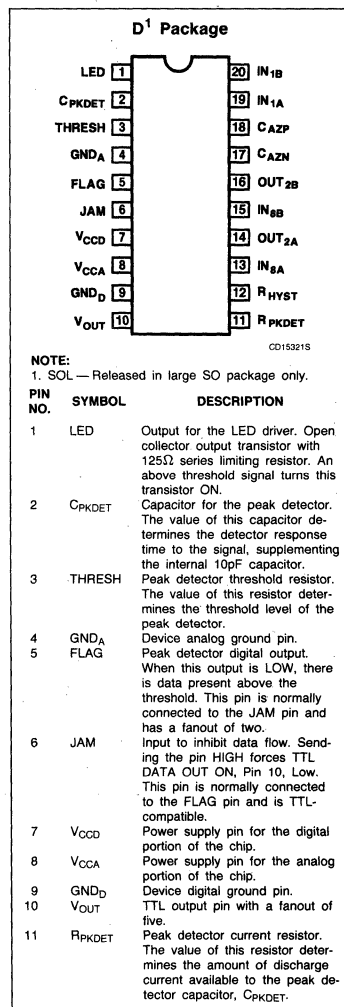 D¹ Package
LED 1
CPKDET 2
THRESH 3
GNDA 4
FLAG 5
JAM 6
VCCD 7
VCCA 8
GNDD 9
VOUT 10
20 IN1B
19 IN1A
18 CAZP
17 CAZN
16 OUT2B
15 IN8B
14 OUT2A
13 IN8A
12 RHYST
11 RPKDET
CD15321S
NOTE:
1. SOL — Released in large SO package only.
PIN NO. SYMBOL DESCRIPTION
1 LED Output for the LED driver. Open
collector output transistor with
125Ω series limiting resistor. An
above threshold signal turns this
transistor ON.
2 CPKDET Capacitor for the peak detector.
The value of this capacitor de-
termines the detector response
time to the signal, supplementing
the internal 10pF capacitor.
3 THRESH Peak detector threshold resistor.
The value of this resistor deter-
mines the threshold level of the
peak detector.
4 GNDA Device analog ground pin.
5 FLAG Peak detector digital output.
When this output is LOW, there
is data present above the
threshold. This pin is normally
connected to the JAM pin and
has a fanout of two.
6 JAM Input to inhibit data flow. Send-
ing the pin HIGH forces TTL
DATA OUT ON, Pin 10, Low.
This pin is normally connected
to the FLAG pin and is TTL-
compatible.
7 VCCD Power supply pin for the digital
portion of the chip.
8 VCCA Power supply pin for the analog
portion of the chip.
9 GNDD Device digital ground pin.
10 VOUT TTL output pin with a fanout of
five.
11 RPKDET Peak detector current resistor.
The value of this resistor deter-
mines the amount of discharge
current available to the peak de-
tector capacitor, CPKDET.